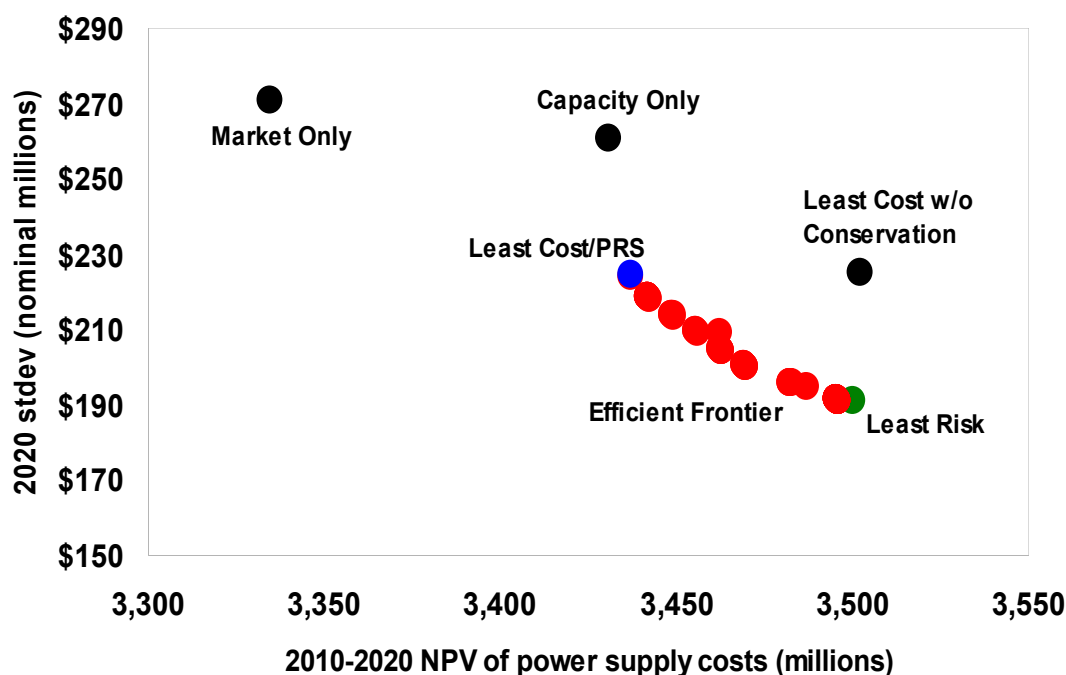 $290
$270
$250
$230
$210
$190
$170
$150
2020 stdev (nominal millions)
Market Only
Capacity Only
Least Cost w/o
Conservation
Least Cost/PRS
Efficient Frontier
Least Risk
3,300
3,350
3,400
3,450
3,500
3,550
2010-2020 NPV of power supply costs (millions)